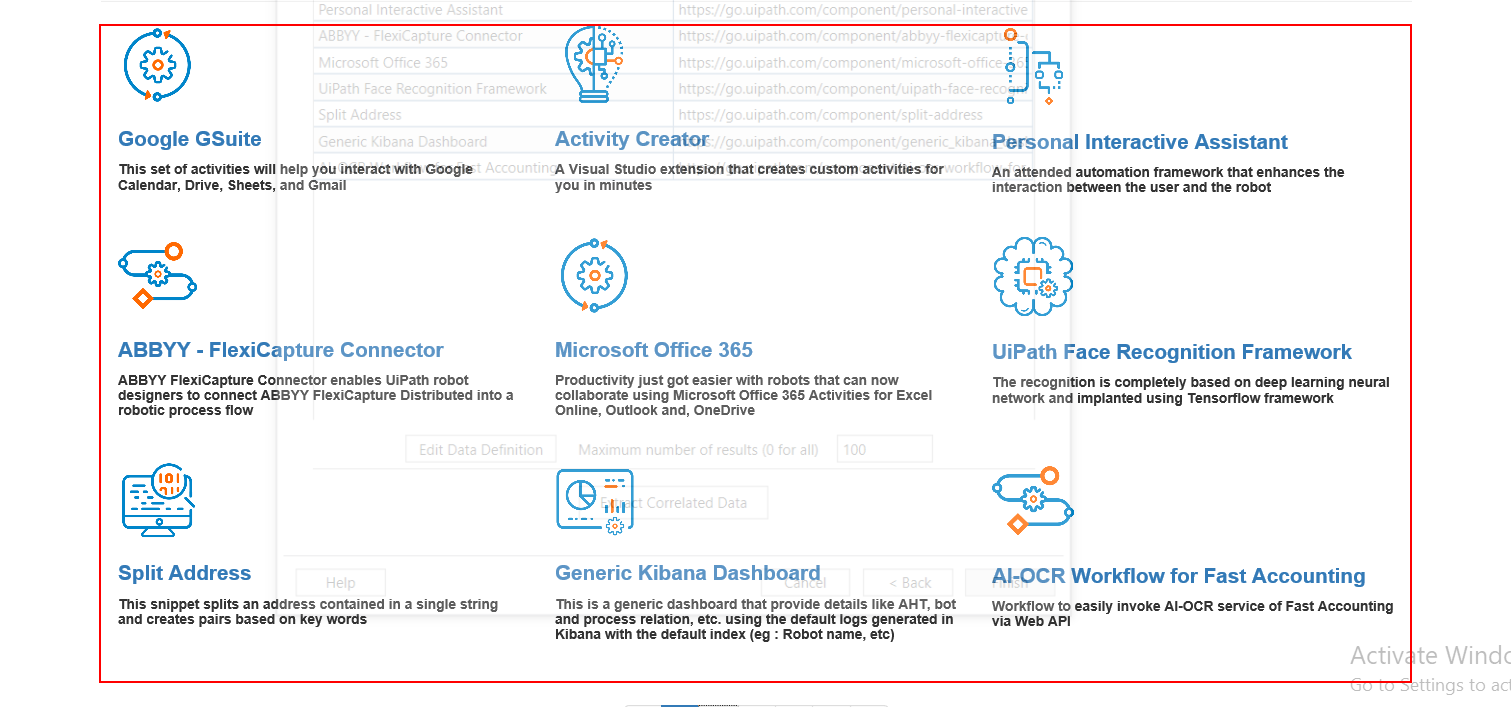 Personal Interactive Assistant https://go.uipath.com/component/personal-interactive
ABBYY - FlexiCapture Connector https://go.uipath.com/component/abbyy-flexicapture-
Microsoft Office 365 https://go.uipath.com/component/microsoft-office-365
UiPath Face Recognition Framework https://go.uipath.com/component/uipath-face-recogni
Split Address https://go.uipath.com/component/split-address
Generic Kibana Dashboard https://go.uipath.com/component/generic_kibana
Google GSuite
This set of activities will help you interact with Google
Calendar, Drive, Sheets, and Gmail
Activity Creator
A Visual Studio extension that creates custom activities for
you in minutes
Personal Interactive Assistant
An attended automation framework that enhances the
interaction between the user and the robot
ABBYY - FlexiCapture Connector
ABBYY FlexiCapture Connector enables UiPath robot
designers to connect ABBYY FlexiCapture Distributed into a
robotic process flow
Microsoft Office 365
Productivity just got easier with robots that can now
collaborate using Microsoft Office 365 Activities for Excel
Online, Outlook and, OneDrive
UiPath Face Recognition Framework
The recognition is completely based on deep learning neural
network and implanted using Tensorflow framework
Edit Data Definition Maximum number of results (0 for all) 100
Extract Correlated Data
Split Address
This snippet splits an address contained in a single string
and creates pairs based on key words
Generic Kibana Dashboard
This is a generic dashboard that provide details like AHT, bot
and process relation, etc. using the default logs generated in
Kibana with the default index (eg : Robot name, etc)
AI-OCR Workflow for Fast Accounting
Workflow to easily invoke AI-OCR service of Fast Accounting
via Web API
Help Cancel < Back Finish
Activate Windo
Go to Settings to act